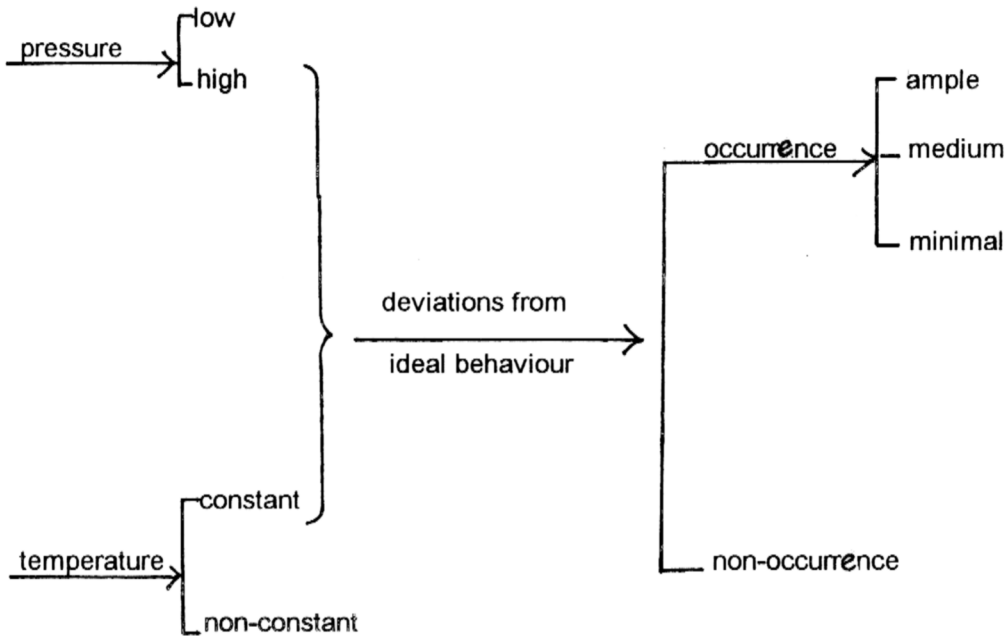 low
pressure
high
ample
occurrence
medium
minimal
deviations from
ideal behaviour
constant
temperature
non-constant
non-occurrence